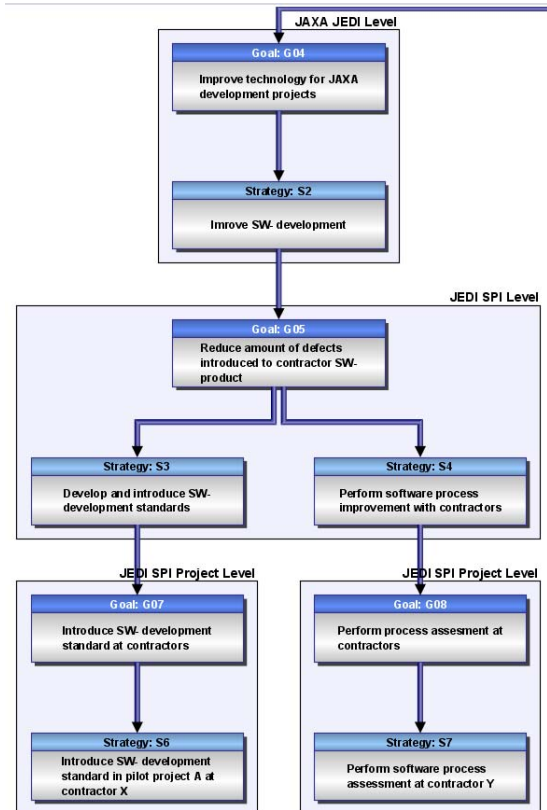 JAXA JEDI Level
Goal: G04
Improve technology for JAXA
development projects
Strategy: S2
Imrove SW- development
JEDI SPI Level
Goal: G05
Reduce amount of defects
introduced to contractor SW-
product
Strategy: S3
Develop and introduce SW-
development standards
Strategy: S4
Perform software process
improvement with contractors
JEDI SPI Project Level
Goal: G07
Introduce SW- development
standard at contractors
Strategy: S6
Introduce SW- development
standard in pilot project A at
contractor X
JEDI SPI Project Level
Goal: G08
Perform process assesment at
contractors
Strategy: S7
Perform software process
assessment at contractor Y